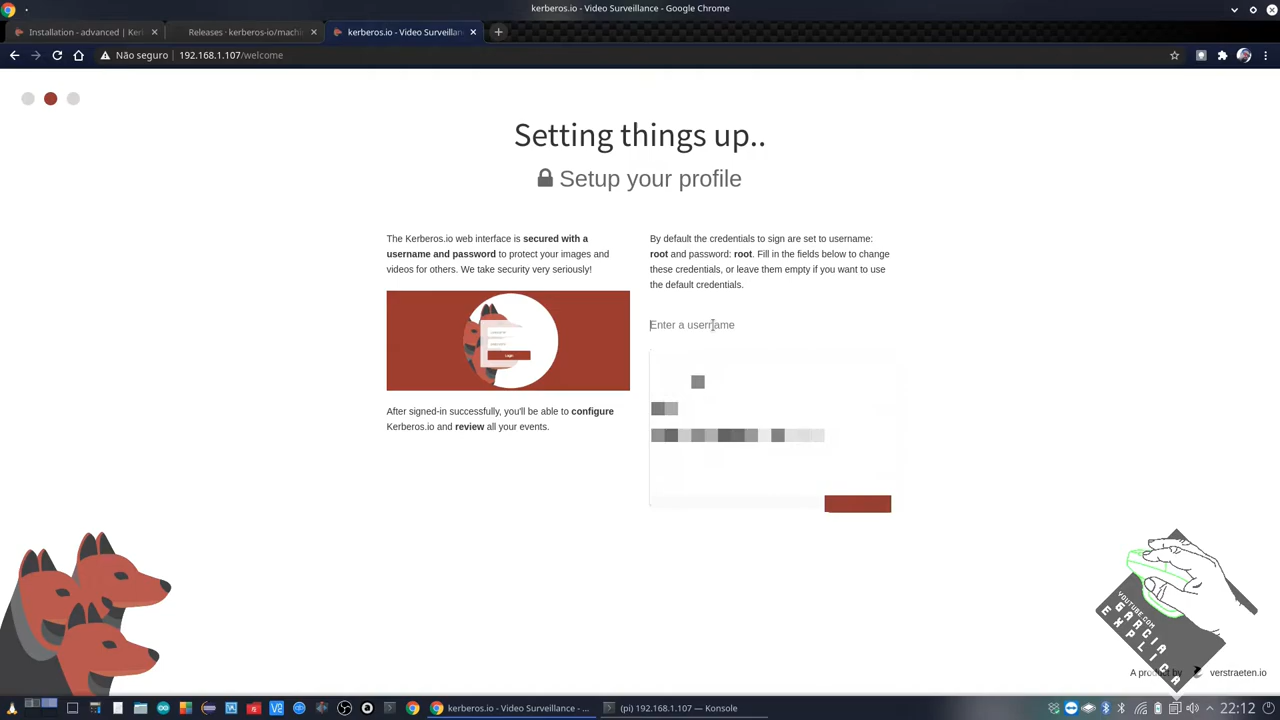 kerberos.io - Video Surveillance - Google Chrome
Installation - advanced | Ker
Releases · kerberos-io/machi
kerberos.io - Video Surveillan
Não seguro
192.168.1.107/welcome
Setting things up..
Setup your profile
The Kerberos.io web interface is secured with a
username and password to protect your images and
videos for others. We take security very seriously!
Login
After signed-in successfully, you'll be able to configure
Kerberos.io and review all your events.
By default the credentials to sign are set to username:
root and password: root. Fill in the fields below to change
these credentials, or leave them empty if you want to use
the default credentials.
Enter a username
YOUTUBE.COM
GARCIA
EXPLICA
A product by
verstraeten.io
kerberos.io - Video Surveillance - ...
(pi) 192.168.1.107 — Konsole
22:12